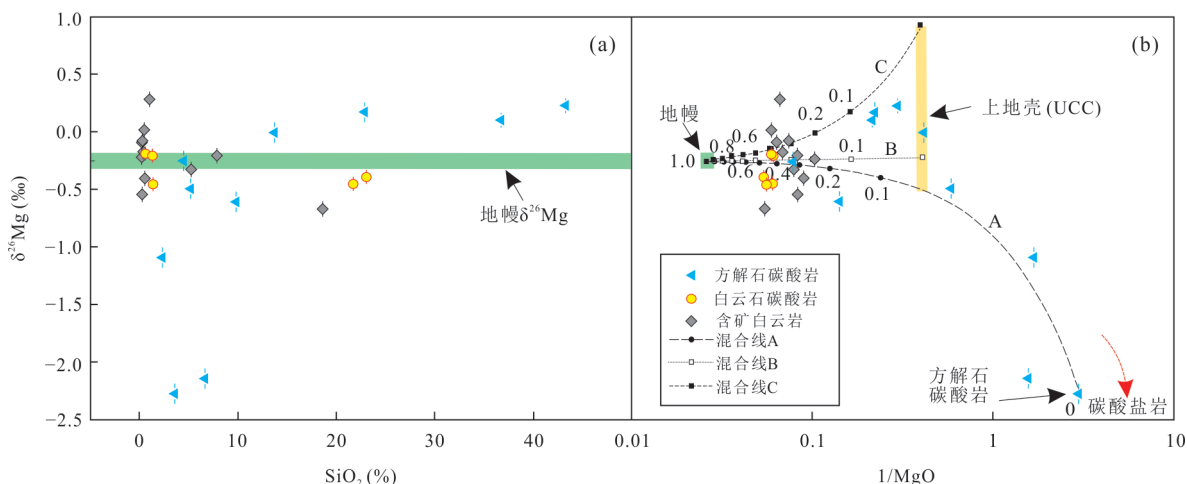 (a)
1.0
0.5
0.0
−0.5
−1.0
−1.5
−2.0
−2.5
δ²⁶Mg (‰)
地幔δ²⁶Mg
0
10
20
30
40
SiO₂ (%)
(b)
C
0.1
0.2
0.6
0.8
1.0
地幔
上地壳 (UCC)
B
0.1
0.6
0.4
0.2
0.1
A
方解石碳酸岩
白云石碳酸岩
含矿白云岩
混合线A
混合线B
混合线C
方解石
碳酸岩
0
碳酸盐岩
0.01
0.1
1
10
1/MgO